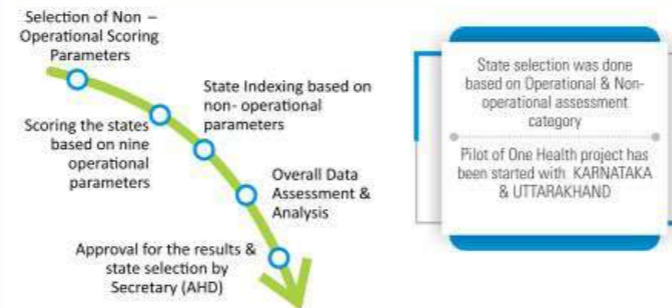 Selection of Non –
Operational Scoring
Parameters
Scoring the states
based on nine
operational
parameters
State Indexing based on
non- operational
parameters
Overall Data
Assessment &
Analysis
Approval for the results &
state selection by
Secretary (AHD)
State selection was done
based on Operational & Non-
operational assessment
category
Pilot of One Health project has
been started with KARNATAKA
& UTTARAKHAND